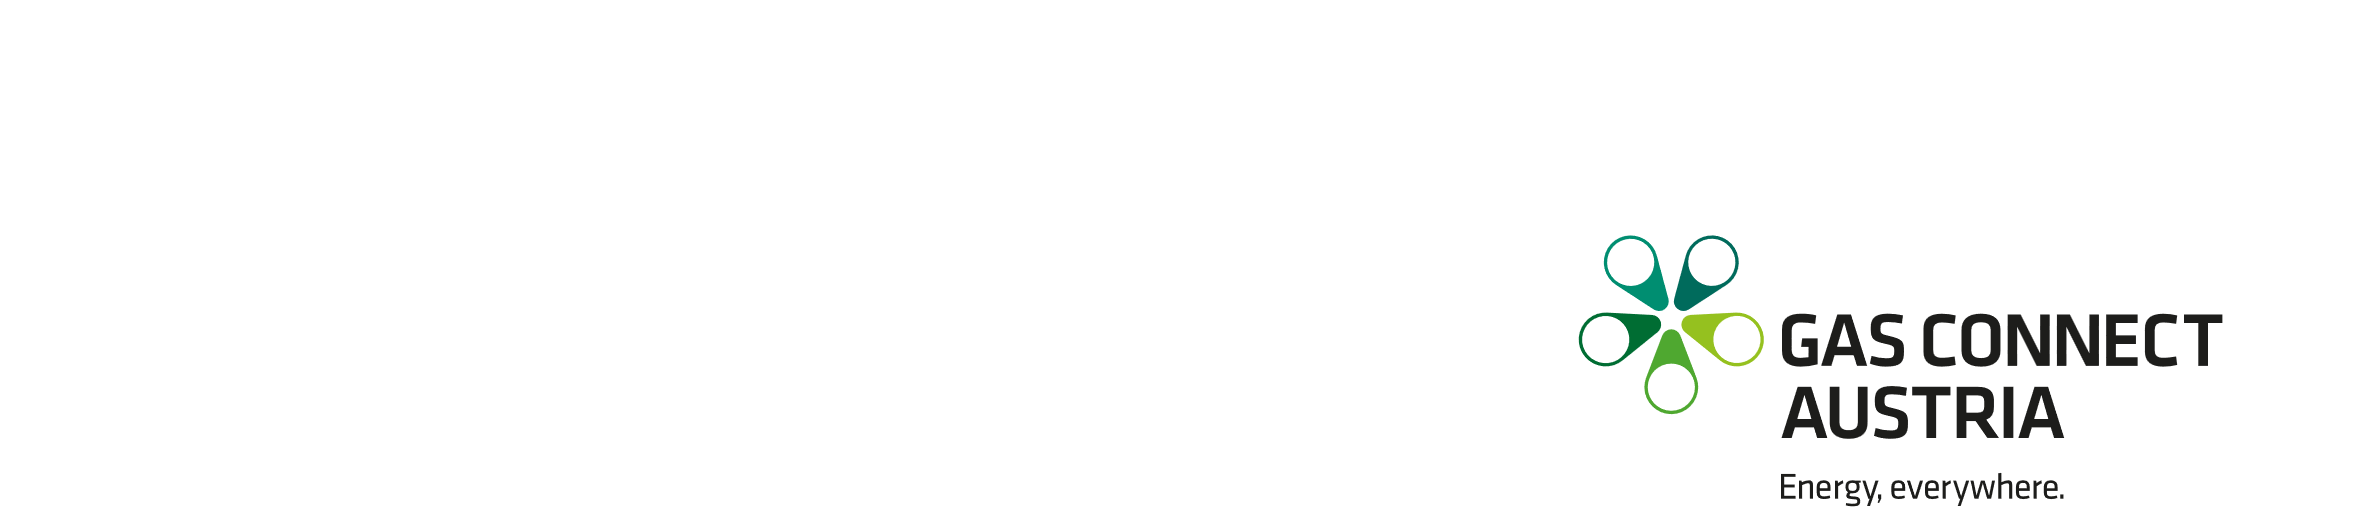 GAS CONNECT
AUSTRIA
Energy, everywhere.